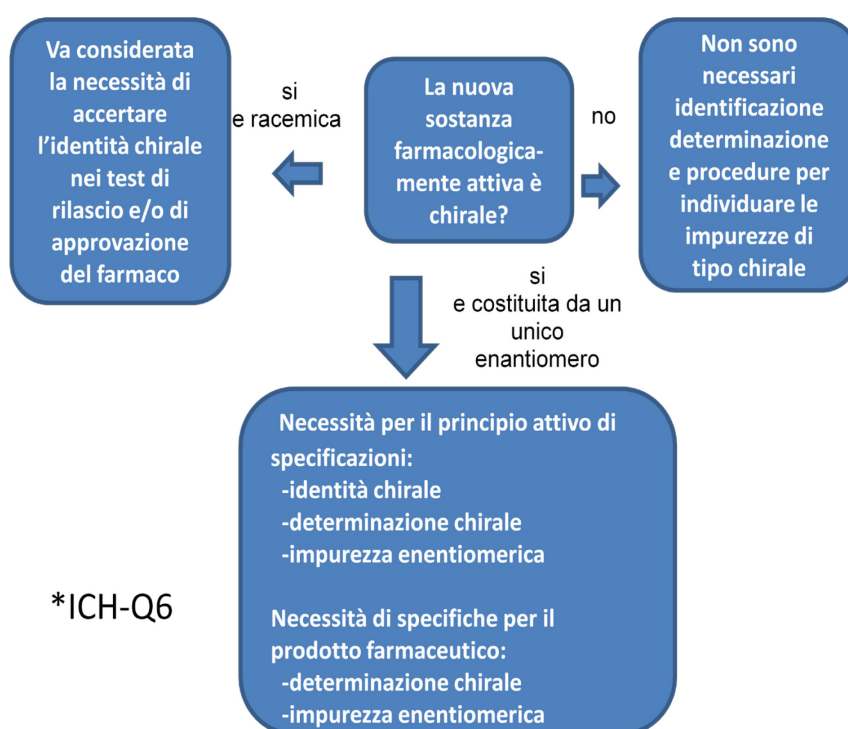 Va considerata
la necessità di
accertare
l'identità chirale
nei test di
rilascio e/o di
approvazione
del farmaco
si
e racemica
La nuova
sostanza
farmacologica-
mente attiva è
chirale?
no
Non sono
necessari
identificazione
determinazione
e procedure per
individuare le
impurezze di
tipo chirale
si
e costituita da un
unico
enantiomero
Necessità per il principio attivo di
specificazioni:
-identità chirale
-determinazione chirale
-impurezza enentiomerica
Necessità di specifiche per il
prodotto farmaceutico:
-determinazione chirale
-impurezza enentiomerica
*ICH-Q6